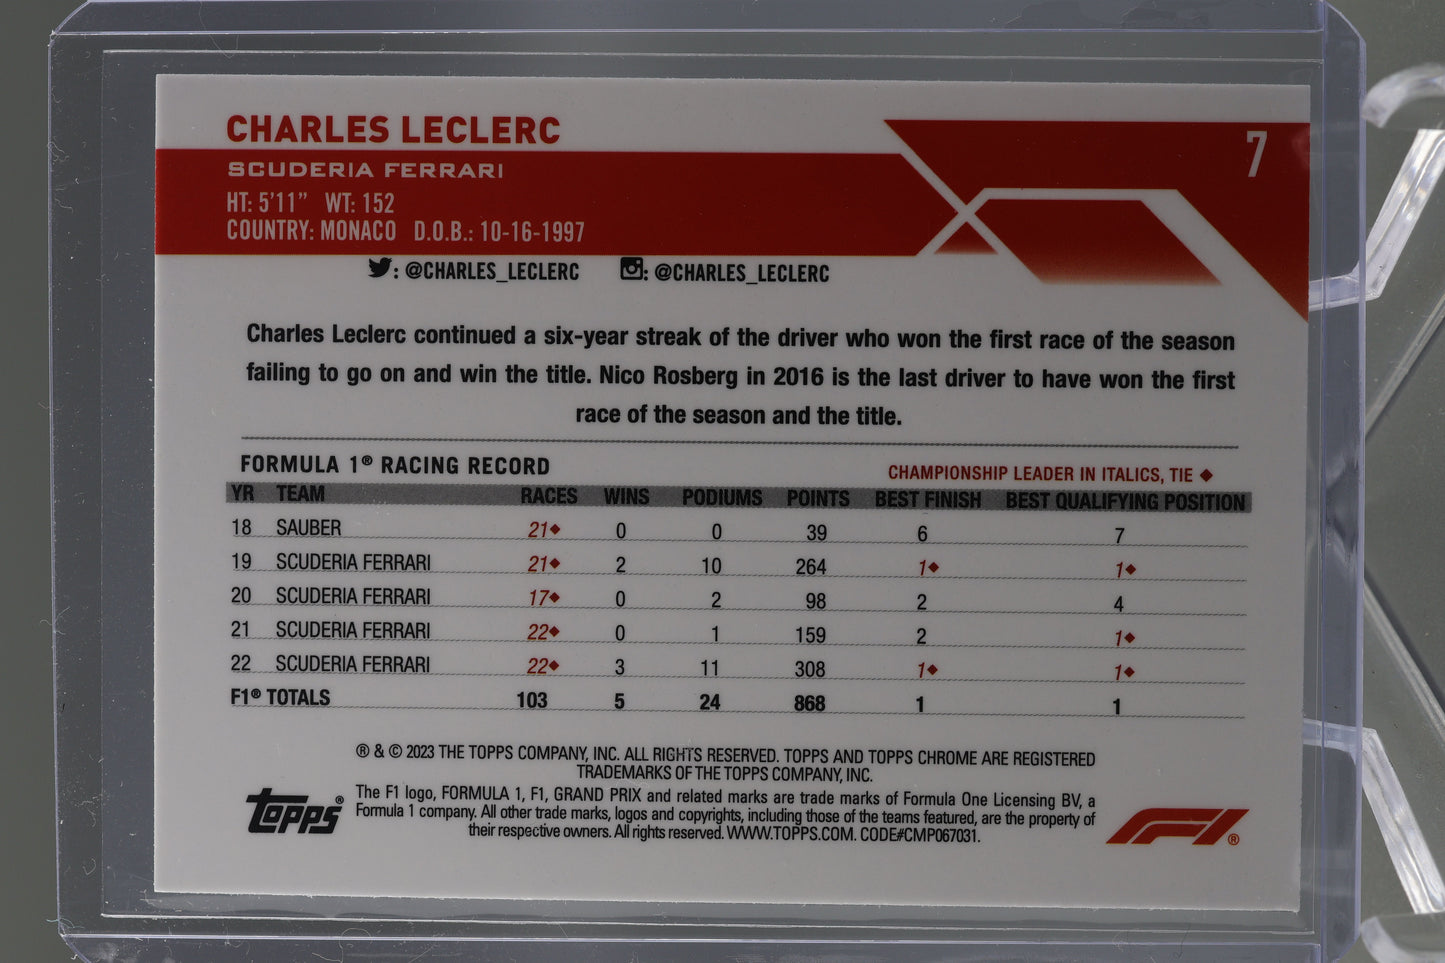 CHARLES LECLERC
7
SCUDERIA FERRARI
HT: 5'11" WT: 152
COUNTRY: MONACO D.O.B.: 10-16-1997
: @CHARLES_LECLERC : @CHARLES_LECLERC
Charles Leclerc continued a six-year streak of the driver who won the first race of the season
failing to go on and win the title. Nico Rosberg in 2016 is the last driver to have won the first
race of the season and the title.
FORMULA 1® RACING RECORD CHAMPIONSHIP LEADER IN ITALICS, TIE ◆
YR TEAM RACES WINS PODIUMS POINTS BEST FINISH BEST QUALIFYING POSITION
18 SAUBER 21◆ 0 0 39 6 7
19 SCUDERIA FERRARI 21◆ 2 10 264 1◆ 1◆
20 SCUDERIA FERRARI 17◆ 0 2 98 2 4
21 SCUDERIA FERRARI 22◆ 0 1 159 2 1◆
22 SCUDERIA FERRARI 22◆ 3 11 308 1◆ 1◆
F1® TOTALS 103 5 24 868 1 1
® & © 2023 THE TOPPS COMPANY, INC. ALL RIGHTS RESERVED. TOPPS AND TOPPS CHROME ARE REGISTERED
TRADEMARKS OF THE TOPPS COMPANY, INC.
The F1 logo, FORMULA 1, F1, GRAND PRIX and related marks are trade marks of Formula One Licensing BV, a
Formula 1 company. All other trade marks, logos and copyrights, including those of the teams featured, are the property of
their respective owners. All rights reserved. WWW.TOPPS.COM. CODE#CMP067031.
topps®
F1®